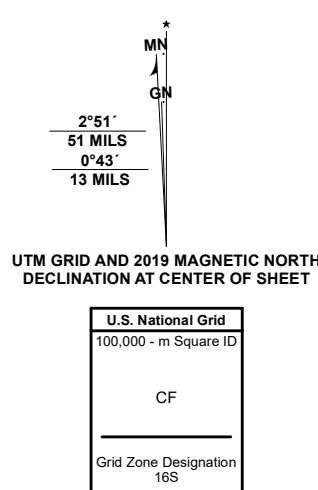 ★
MN
GN
2°51´
51 MILS
0°43´
13 MILS
UTM GRID AND 2019 MAGNETIC NORTH
DECLINATION AT CENTER OF SHEET
U.S. National Grid
100,000 - m Square ID
CF
Grid Zone Designation
16S